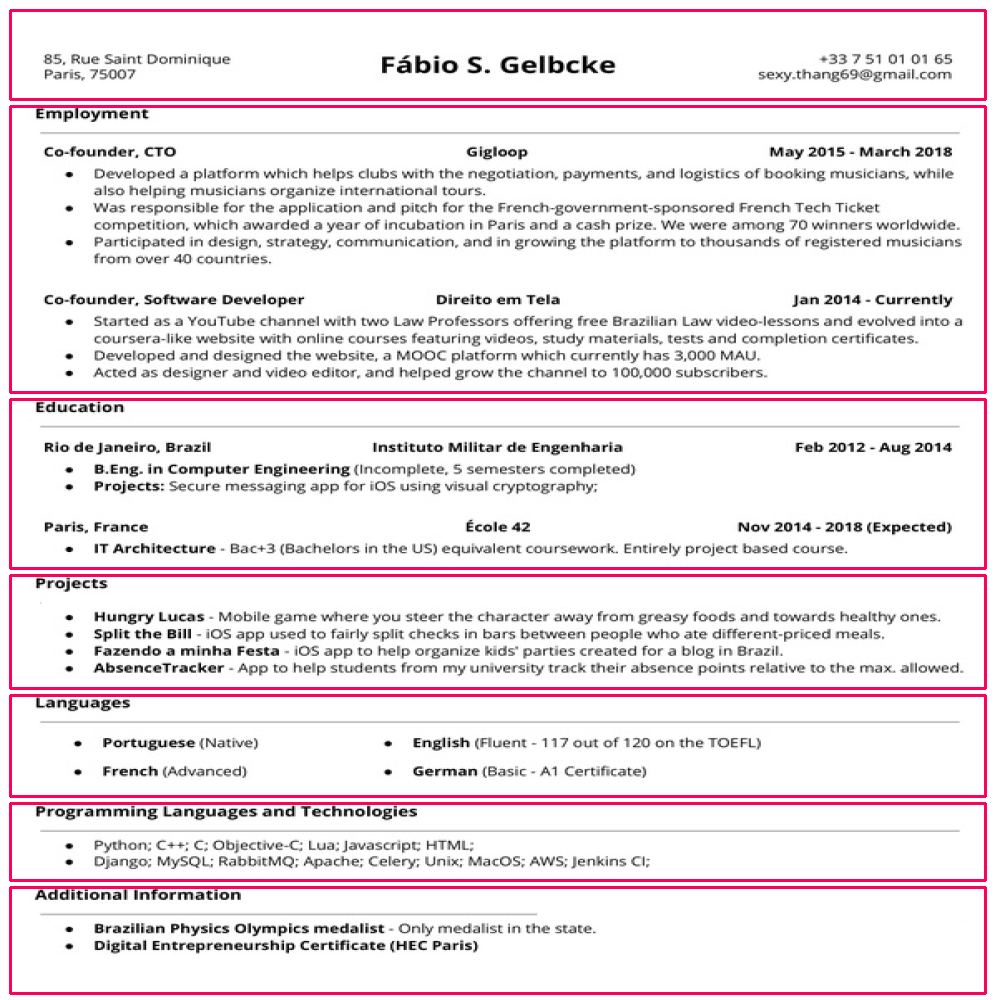 85, Rue Saint Dominique
Paris, 75007
Fábio S. Gelbcke
+33 7 51 01 01 65
sexy.thang69@gmail.com
Employment
Co-founder, CTO Gigloop May 2015 - March 2018
● Developed a platform which helps clubs with the negotiation, payments, and logistics of booking musicians, while
also helping musicians organize international tours.
● Was responsible for the application and pitch for the French-government-sponsored French Tech Ticket
competition, which awarded a year of incubation in Paris and a cash prize. We were among 70 winners worldwide.
● Participated in design, strategy, communication, and in growing the platform to thousands of registered musicians
from over 40 countries.
Co-founder, Software Developer Direito em Tela Jan 2014 - Currently
● Started as a YouTube channel with two Law Professors offering free Brazilian Law video-lessons and evolved into a
coursera-like website with online courses featuring videos, study materials, tests and completion certificates.
● Developed and designed the website, a MOOC platform which currently has 3,000 MAU.
● Acted as designer and video editor, and helped grow the channel to 100,000 subscribers.
Education
Rio de Janeiro, Brazil Instituto Militar de Engenharia Feb 2012 - Aug 2014
● B.Eng. in Computer Engineering (Incomplete, 5 semesters completed)
● Projects: Secure messaging app for iOS using visual cryptography;
Paris, France École 42 Nov 2014 - 2018 (Expected)
● IT Architecture - Bac+3 (Bachelors in the US) equivalent coursework. Entirely project based course.
Projects
● Hungry Lucas - Mobile game where you steer the character away from greasy foods and towards healthy ones.
● Split the Bill - iOS app used to fairly split checks in bars between people who ate different-priced meals.
● Fazendo a minha Festa - iOS app to help organize kids' parties created for a blog in Brazil.
● AbsenceTracker - App to help students from my university track their absence points relative to the max. allowed.
Languages
● Portuguese (Native) ● English (Fluent - 117 out of 120 on the TOEFL)
● French (Advanced) ● German (Basic - A1 Certificate)
Programming Languages and Technologies
● Python; C++; C; Objective-C; Lua; Javascript; HTML;
● Django; MySQL; RabbitMQ; Apache; Celery; Unix; MacOS; AWS; Jenkins CI;
Additional Information
● Brazilian Physics Olympics medalist - Only medalist in the state.
● Digital Entrepreneurship Certificate (HEC Paris)